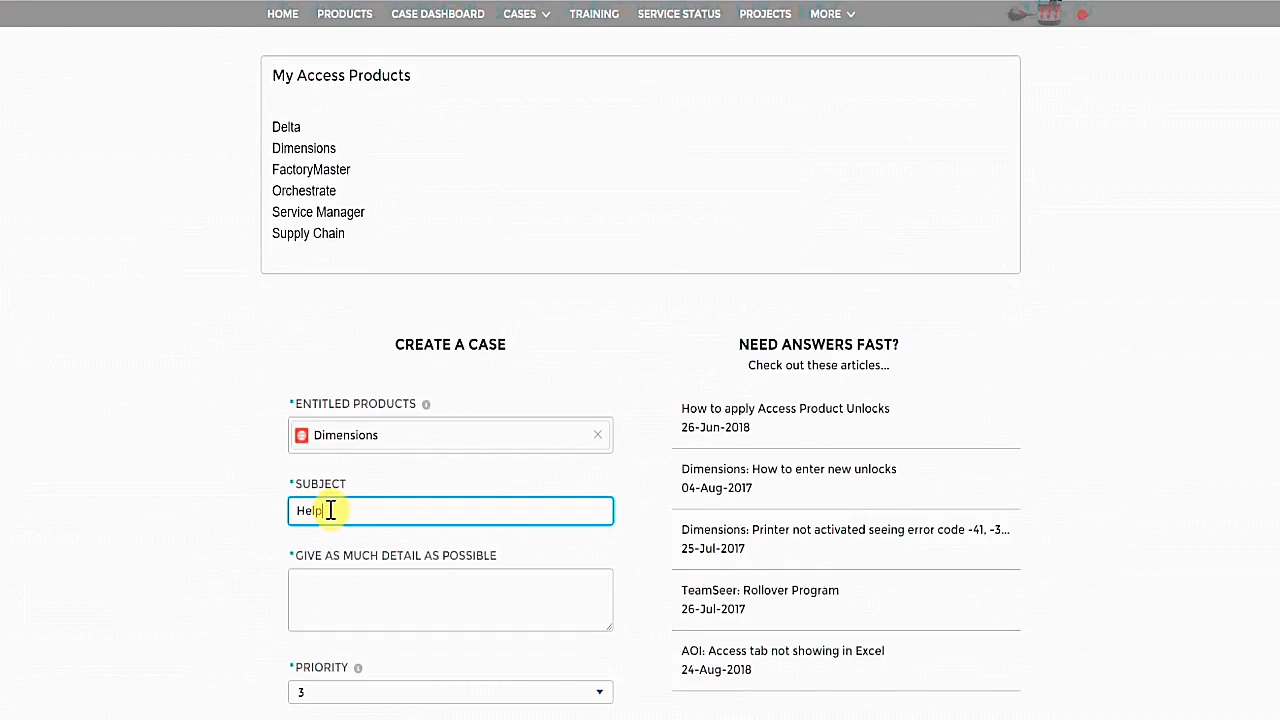 HOME PRODUCTS CASE DASHBOARD CASES TRAINING SERVICE STATUS PROJECTS MORE
My Access Products
Delta
Dimensions
FactoryMaster
Orchestrate
Service Manager
Supply Chain
CREATE A CASE
*ENTITLED PRODUCTS
Dimensions
*SUBJECT
Help
*GIVE AS MUCH DETAIL AS POSSIBLE
*PRIORITY
3
NEED ANSWERS FAST?
Check out these articles...
How to apply Access Product Unlocks
26-Jun-2018
Dimensions: How to enter new unlocks
04-Aug-2017
Dimensions: Printer not activated seeing error code -41, -3...
25-Jul-2017
TeamSeer: Rollover Program
26-Jul-2017
AOI: Access tab not showing in Excel
24-Aug-2018